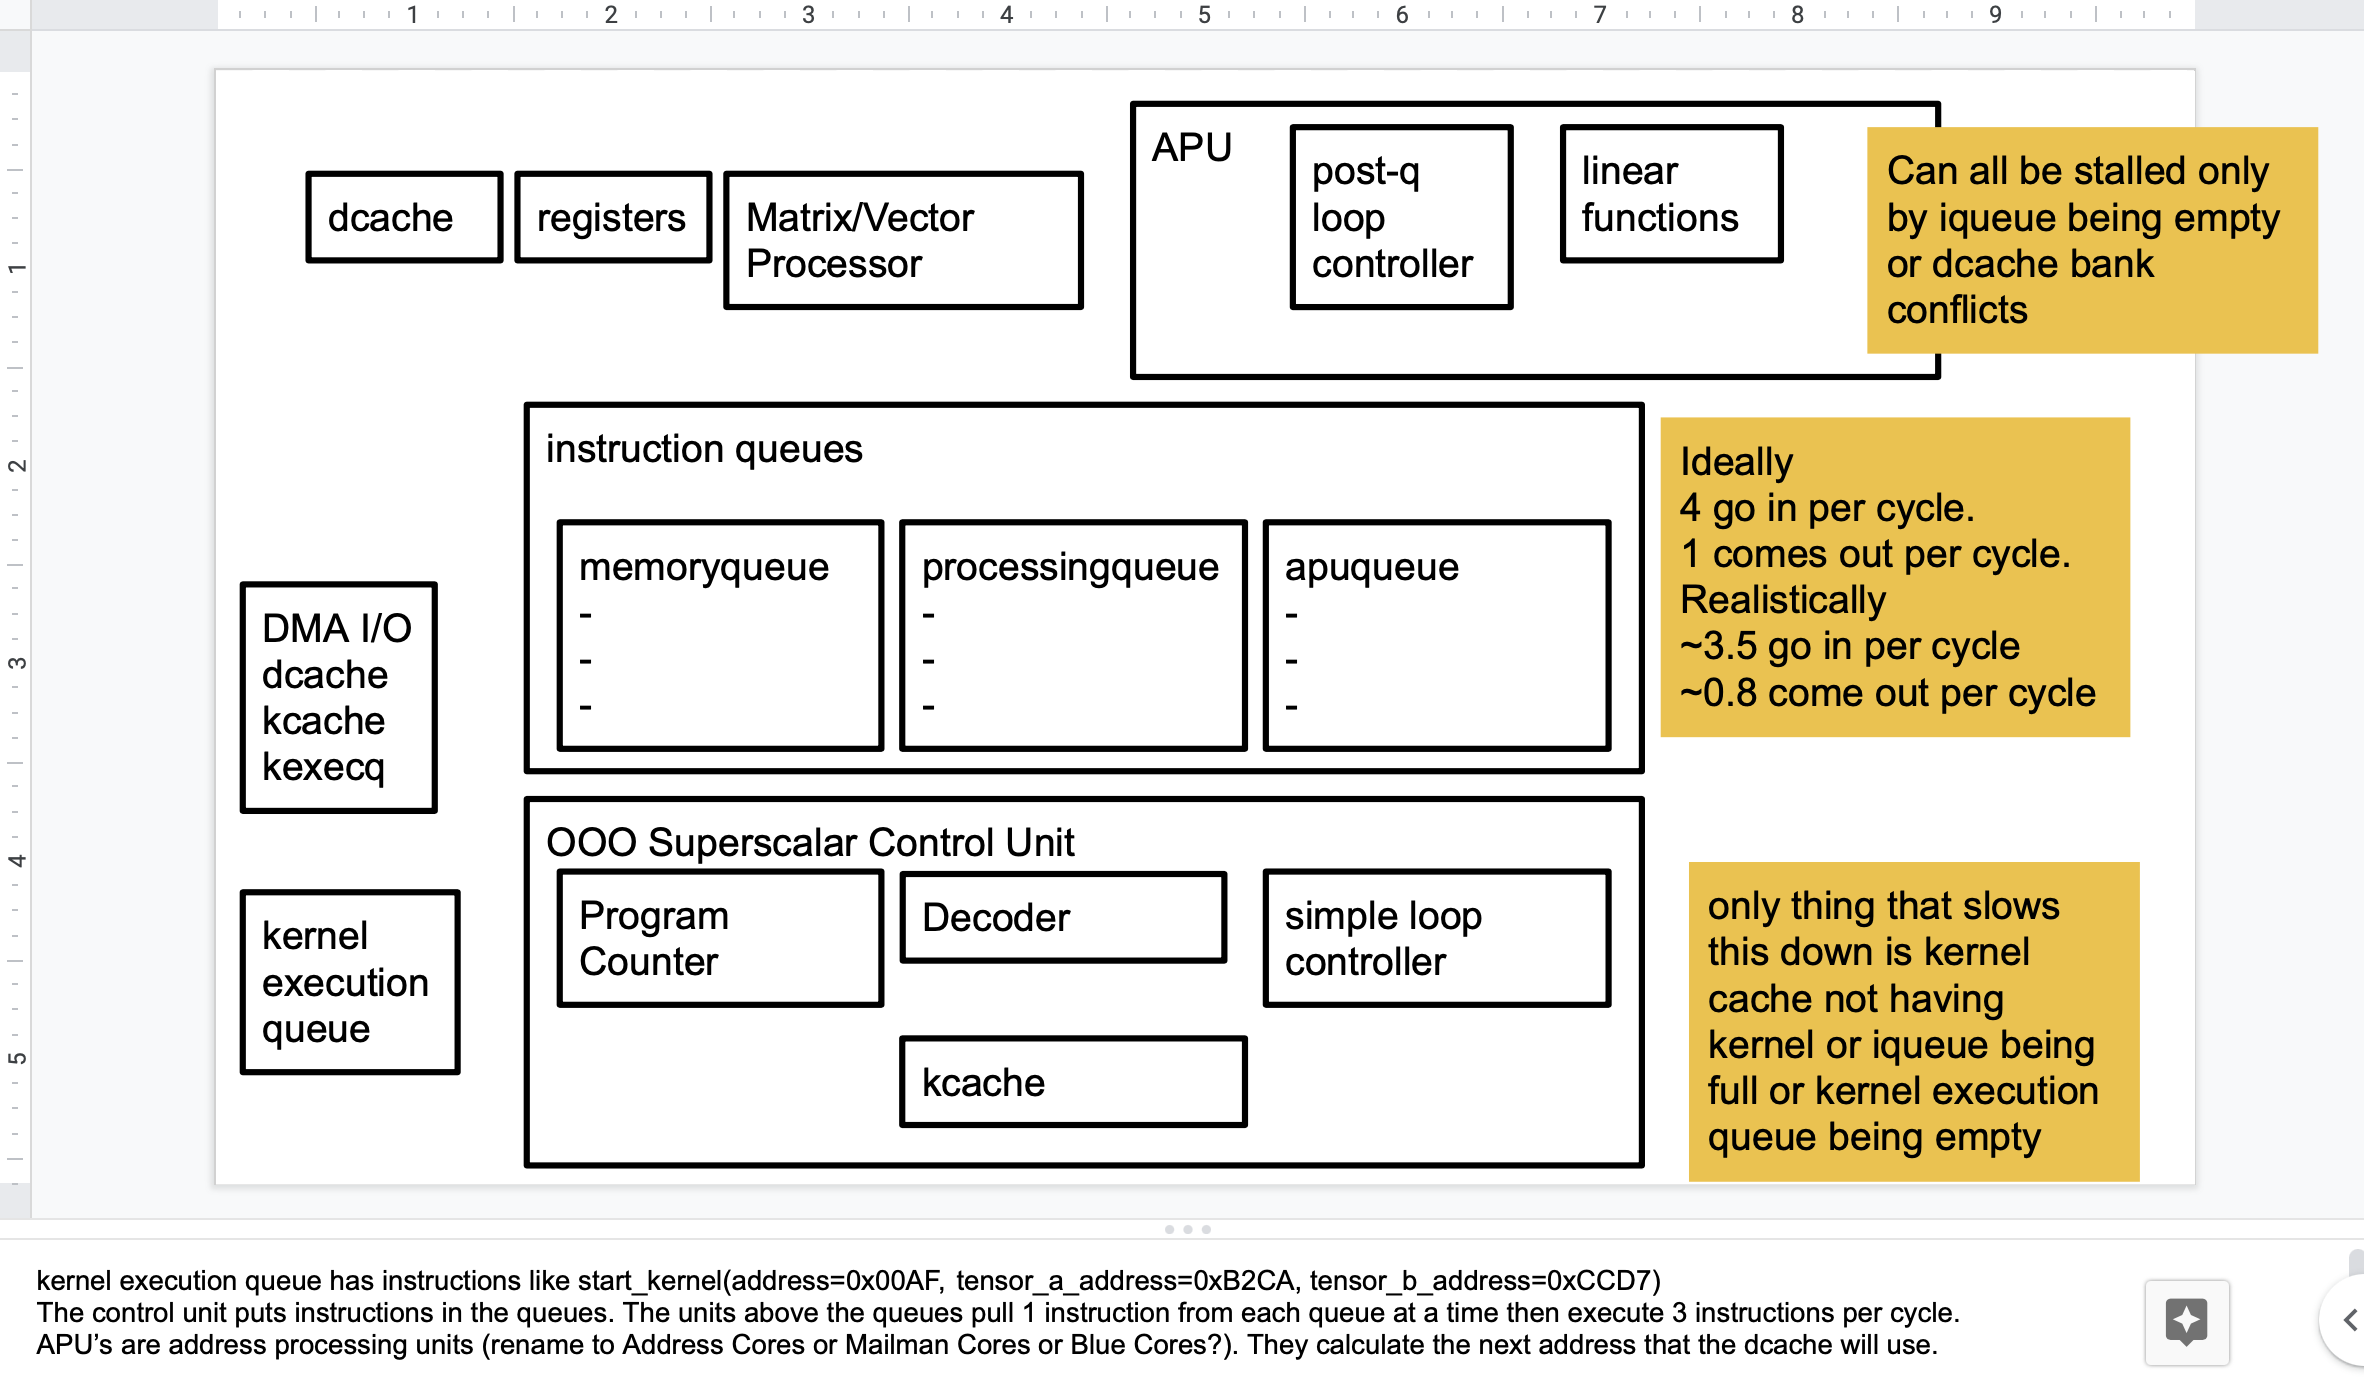 1 2 3 4 5 6 7 8 9
1
2
3
4
5
dcache
registers
Matrix/Vector
Processor
APU
post-q
loop
controller
linear
functions
Can all be stalled only
by iqueue being empty
or dcache bank
conflicts
instruction queues
memoryqueue
-
-
-
processingqueue
-
-
-
apuqueue
-
-
-
Ideally
4 go in per cycle.
1 comes out per cycle.
Realistically
~3.5 go in per cycle
~0.8 come out per cycle
DMA I/O
dcache
kcache
kexecq
kernel
execution
queue
OOO Superscalar Control Unit
Program
Counter
Decoder
simple loop
controller
kcache
only thing that slows
this down is kernel
cache not having
kernel or iqueue being
full or kernel execution
queue being empty
kernel execution queue has instructions like start_kernel(address=0x00AF, tensor_a_address=0xB2CA, tensor_b_address=0xCCD7)
The control unit puts instructions in the queues. The units above the queues pull 1 instruction from each queue at a time then execute 3 instructions per cycle.
APU’s are address processing units (rename to Address Cores or Mailman Cores or Blue Cores?). They calculate the next address that the dcache will use.